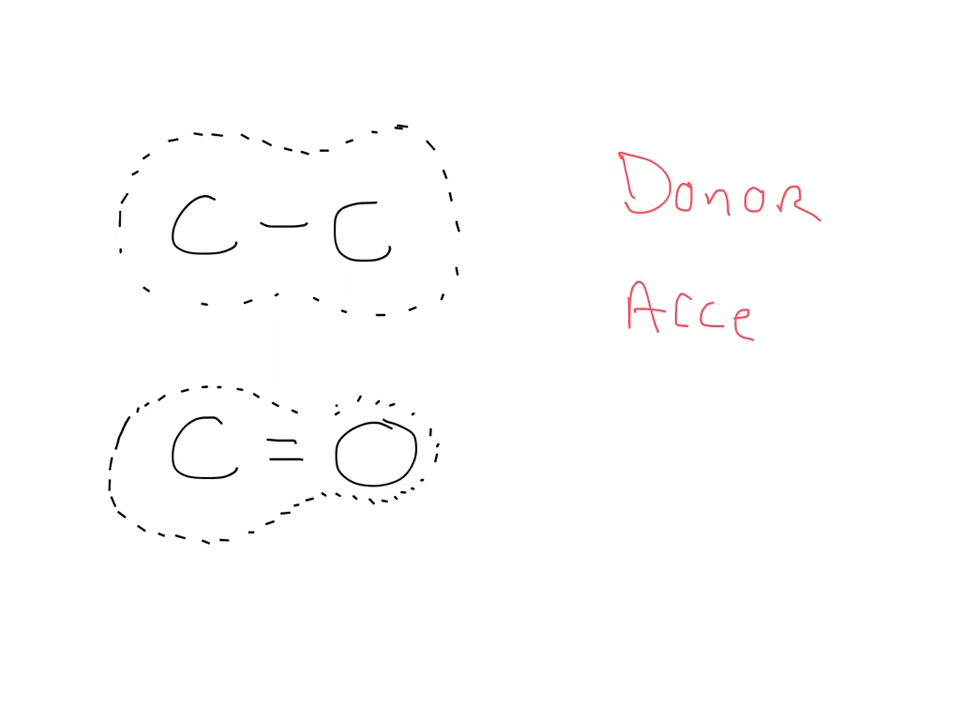 C - C
Donor
Acce
C = O